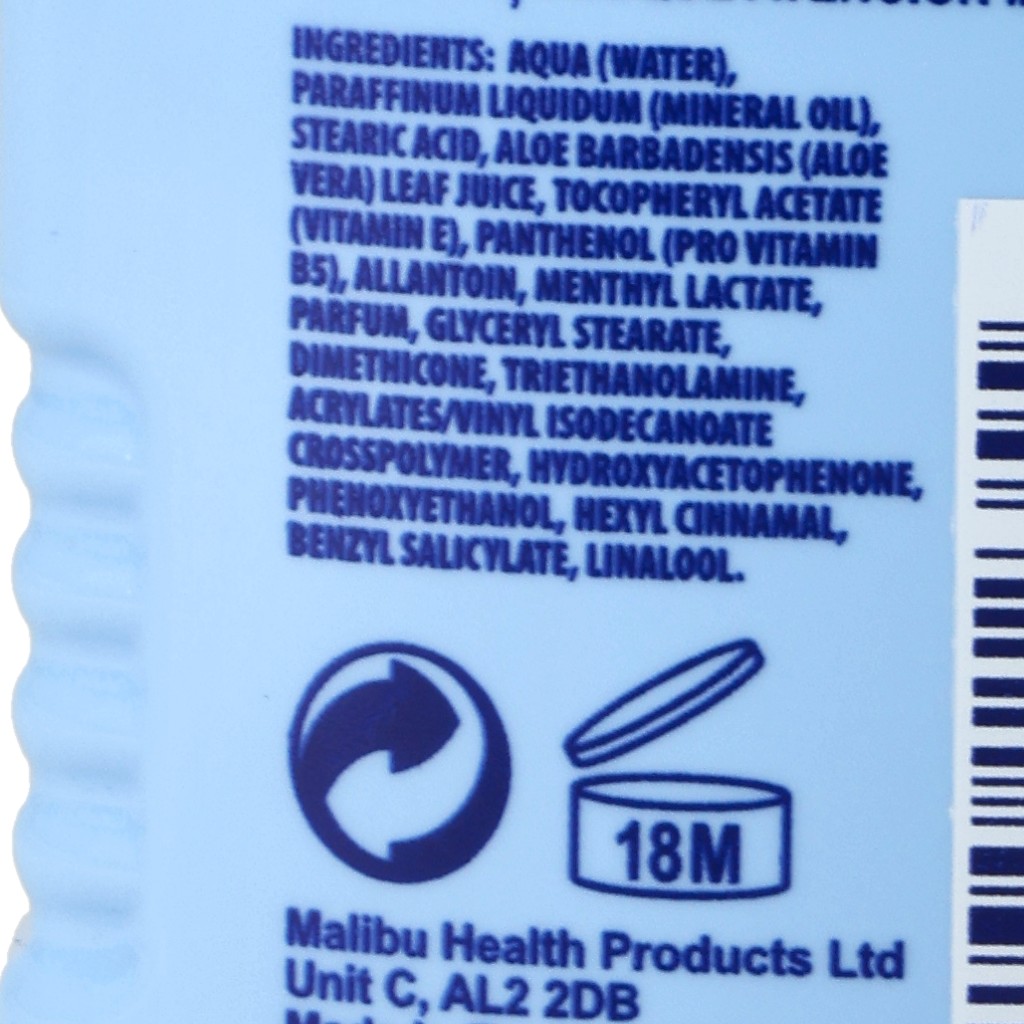 INGREDIENTS: AQUA (WATER),
PARAFFINUM LIQUIDUM (MINERAL OIL),
STEARIC ACID, ALOE BARBADENSIS (ALOE
VERA) LEAF JUICE, TOCOPHERYL ACETATE
(VITAMIN E), PANTHENOL (PRO VITAMIN
B5), ALLANTOIN, MENTHYL LACTATE,
PARFUM, GLYCERYL STEARATE,
DIMETHICONE, TRIETHANOLAMINE,
ACRYLATES/VINYL ISODECANOATE
CROSSPOLYMER, HYDROXYACETOPHENONE,
PHENOXYETHANOL, HEXYL CINNAMAL,
BENZYL SALICYLATE, LINALOOL.
18M
Malibu Health Products Ltd
Unit C, AL2 2DB